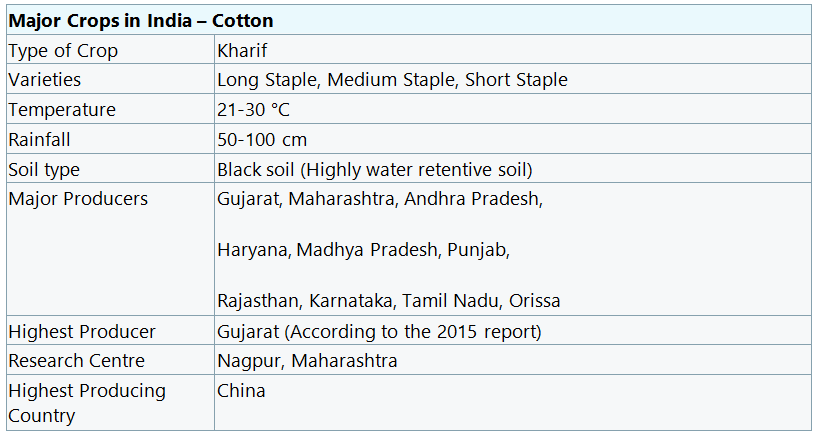 Major Crops in India – Cotton
Type of Crop Kharif
Varieties Long Staple, Medium Staple, Short Staple
Temperature 21-30 °C
Rainfall 50-100 cm
Soil type Black soil (Highly water retentive soil)
Major Producers Gujarat, Maharashtra, Andhra Pradesh,
Haryana, Madhya Pradesh, Punjab,
Rajasthan, Karnataka, Tamil Nadu, Orissa
Highest Producer Gujarat (According to the 2015 report)
Research Centre Nagpur, Maharashtra
Highest Producing China
Country